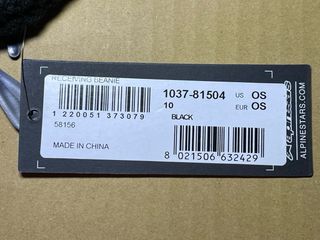 RECEIVING BEANIE
1037-81504
10
US OS
EUR OS
BLACK
1 220051 373079
58156
MADE IN CHINA
8 021506 632429
alpinestars
ALPINESTARS.COM